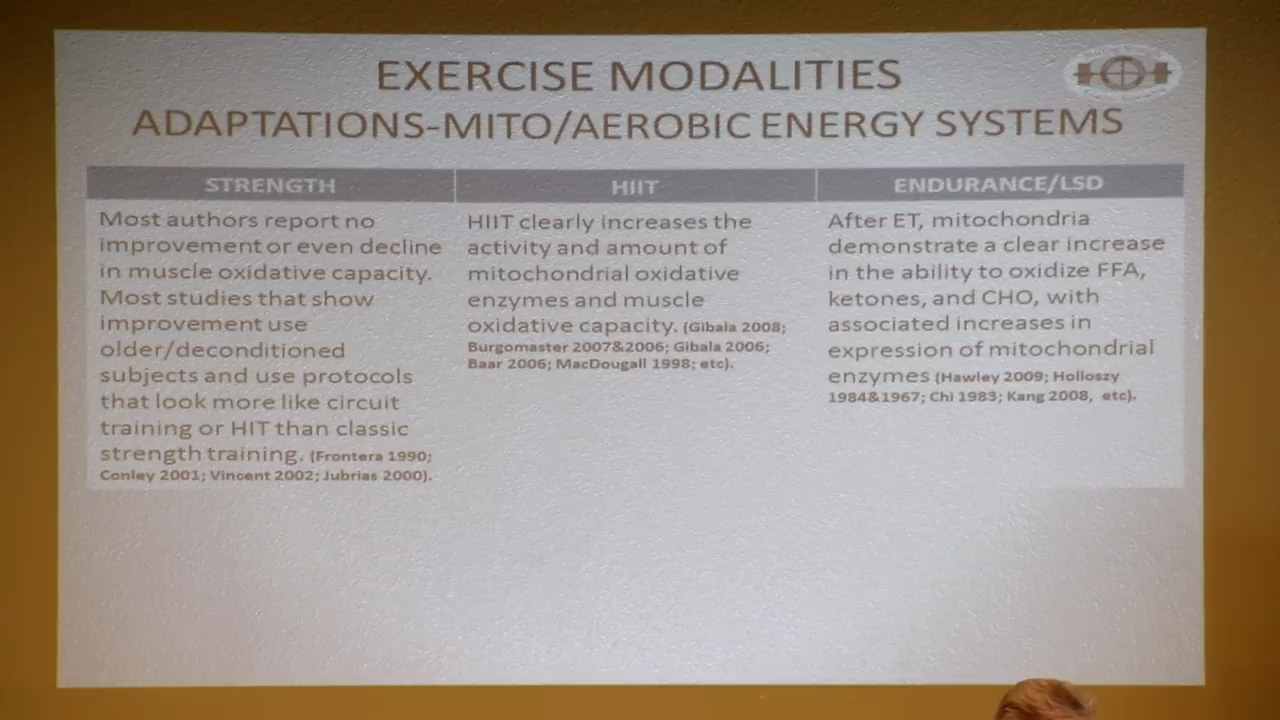 EXERCISE MODALITIES
ADAPTATIONS-MITO/AEROBIC ENERGY SYSTEMS
STRENGTH
Most authors report no
improvement or even decline
in muscle oxidative capacity.
Most studies that show
improvement use
older/deconditioned
subjects and use protocols
that look more like circuit
training or HIT than classic
strength training. (Frontera 1990;
Conley 2001; Vincent 2002; Jubrias 2000).
HIIT
HIIT clearly increases the
activity and amount of
mitochondrial oxidative
enzymes and muscle
oxidative capacity. (Gibala 2008;
Burgomaster 2007&2006; Gibala 2006;
Baar 2006; MacDougall 1998; etc).
ENDURANCE/LSD
After ET, mitochondria
demonstrate a clear increase
in the ability to oxidize FFA,
ketones, and CHO, with
associated increases in
expression of mitochondrial
enzymes (Hawley 2009; Holloszy
1984&1967; Chi 1983; Kang 2008, etc).